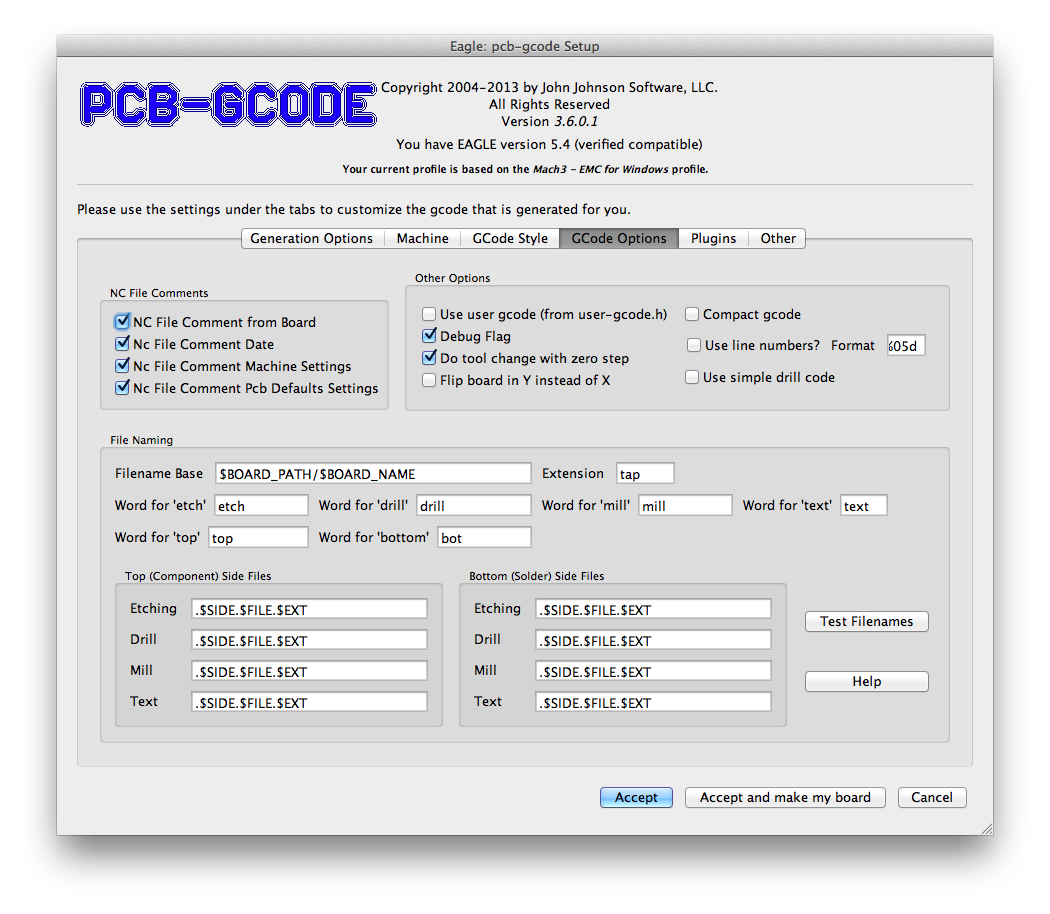 Eagle: pcb-gcode Setup
PCB-GCODE
Copyright 2004-2013 by John Johnson Software, LLC.
All Rights Reserved
Version 3.6.0.1
You have EAGLE version 5.4 (verified compatible)
Your current profile is based on the Mach3 - EMC for Windows profile.
Please use the settings under the tabs to customize the gcode that is generated for you.
Generation Options Machine GCode Style GCode Options Plugins Other
NC File Comments
NC File Comment from Board
Nc File Comment Date
Nc File Comment Machine Settings
Nc File Comment Pcb Defaults Settings
Other Options
Use user gcode (from user-gcode.h)
Debug Flag
Do tool change with zero step
Flip board in Y instead of X
Compact gcode
Use line numbers? Format %05d
Use simple drill code
File Naming
Filename Base $BOARD_PATH/$BOARD_NAME Extension tap
Word for 'etch' etch Word for 'drill' drill Word for 'mill' mill Word for 'text' text
Word for 'top' top Word for 'bottom' bot
Top (Component) Side Files
Etching .$SIDE.$FILE.$EXT
Drill .$SIDE.$FILE.$EXT
Mill .$SIDE.$FILE.$EXT
Text .$SIDE.$FILE.$EXT
Bottom (Solder) Side Files
Etching .$SIDE.$FILE.$EXT
Drill .$SIDE.$FILE.$EXT
Mill .$SIDE.$FILE.$EXT
Text .$SIDE.$FILE.$EXT
Test Filenames
Help
Accept Accept and make my board Cancel